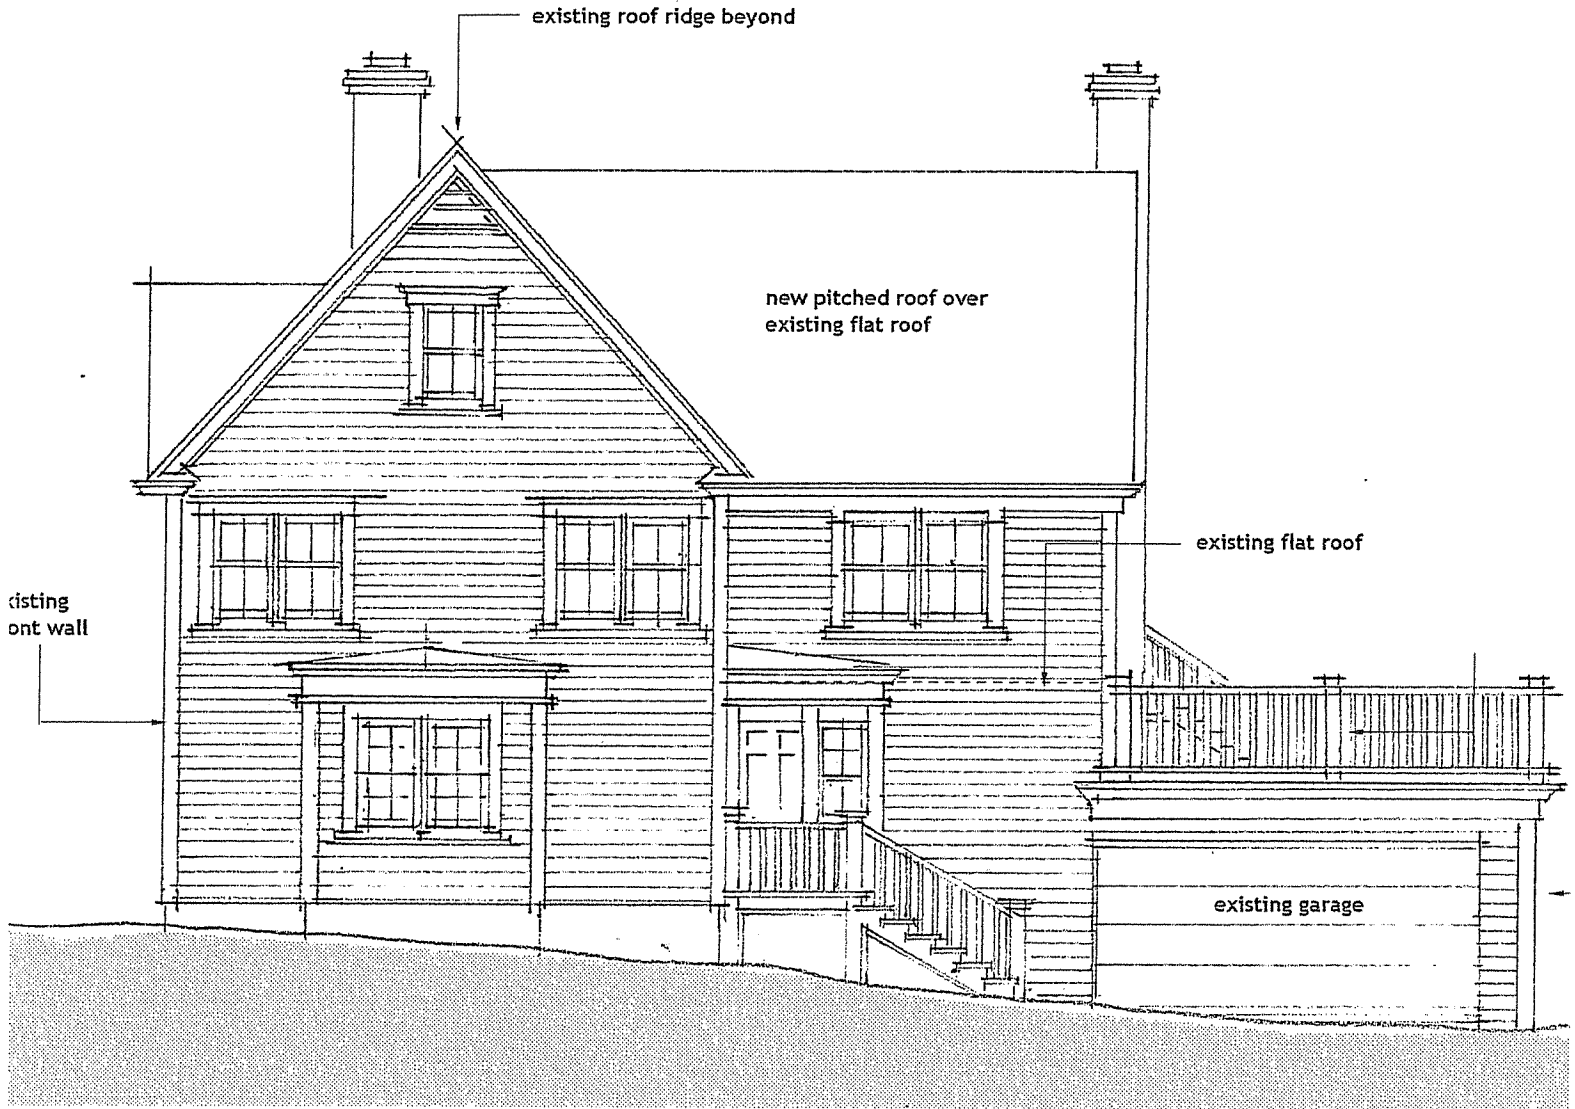 existing roof ridge beyond
new pitched roof over
existing flat roof
existing flat roof
xisting
ont wall
existing garage